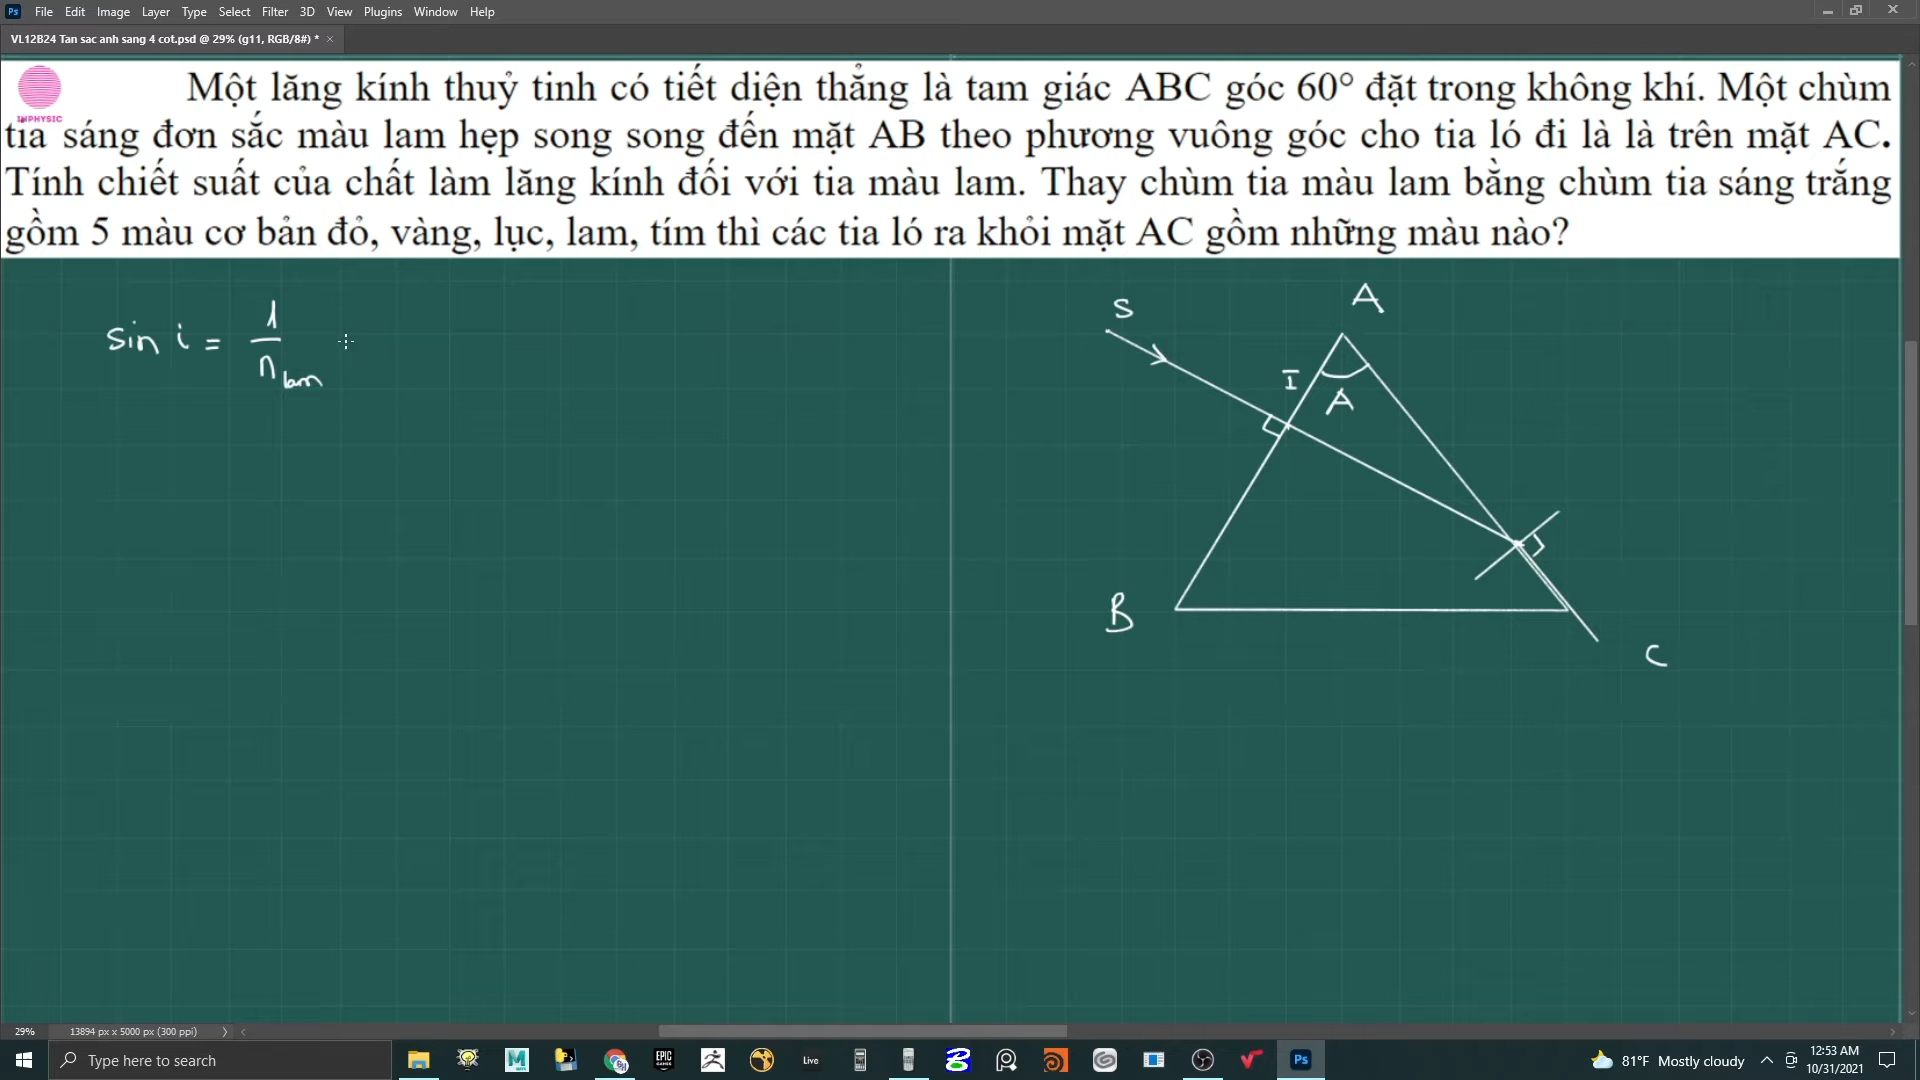 Ps File Edit Image Layer Type Select Filter 3D View Plugins Window Help
VL12B24 Tan sac anh sang 4 cot.psd @ 29% (g11, RGB/8#) * ×
Một lăng kính thuỷ tinh có tiết diện thẳng là tam giác ABC góc 60° đặt trong không khí. Một chùm
IMPHYSIC
tia sáng đơn sắc màu lam hẹp song song đến mặt AB theo phương vuông góc cho tia ló đi là là trên mặt AC.
Tính chiết suất của chất làm lăng kính đối với tia màu lam. Thay chùm tia màu lam bằng chùm tia sáng trắng
gồm 5 màu cơ bản đỏ, vàng, lục, lam, tím thì các tia ló ra khỏi mặt AC gồm những màu nào?
sin i = 1/n lam
S
A
I
A
B
C
29% 13894 px x 5000 px (300 ppi)
Type here to search
EPIC GAMES
Live
Ps
81°F Mostly cloudy
12:53 AM
10/31/2021